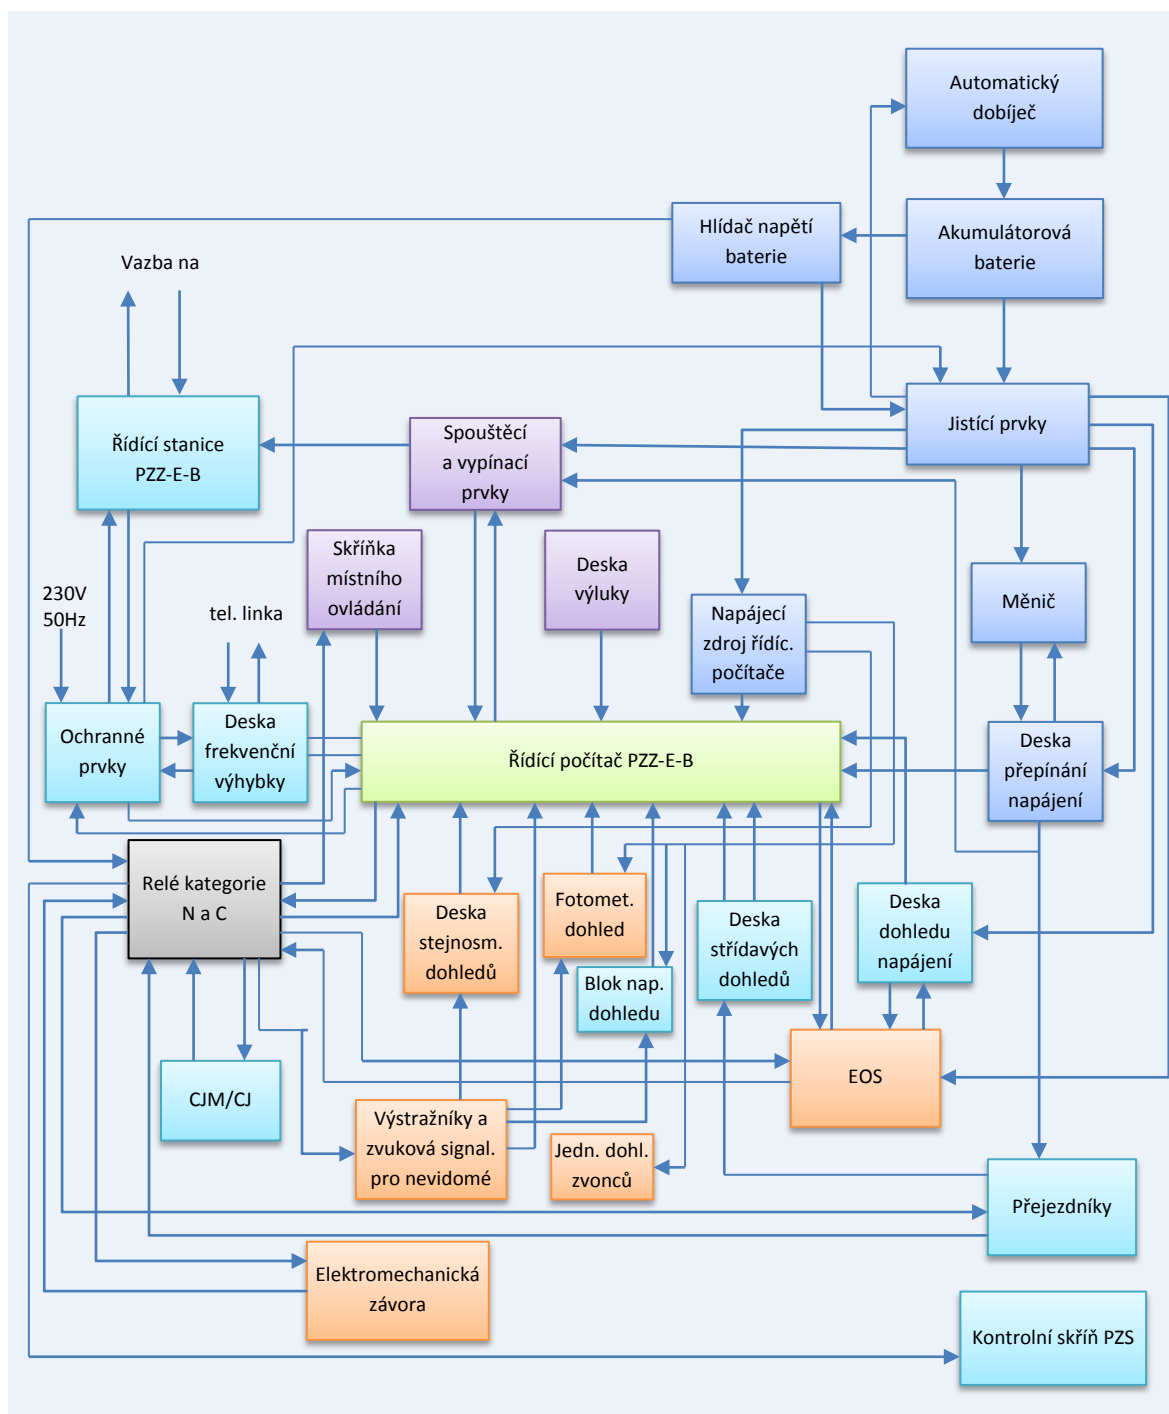 Automatický
dobíječ
Hlídač napětí
baterie
Akumulátorová
baterie
Vazba na
Řídící stanice
PZZ-E-B
Spouštěcí
a vypínací
prvky
Jistící prvky
Skříňka
místního
ovládání
Deska
výluky
230V
50Hz
tel. linka
Napájecí
zdroj řídíc.
počítače
Měnič
Ochranné
prvky
Deska
frekvenční
výhybky
Řídící počítač PZZ-E-B
Deska
přepínání
napájení
Relé kategorie
N a C
Deska
stejnosm.
dohledů
Fotomet.
dohled
Deska
střídavých
dohledů
Deska
dohledu
napájení
Blok nap.
dohledu
CJM/CJ
EOS
Výstražníky a
zvuková signal.
pro nevidomé
Jedn. dohl.
zvonců
Přejezdníky
Elektromechanická
závora
Kontrolní skříň PZS